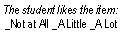 The student likes the item:
_Not at All _A Little _A Lot